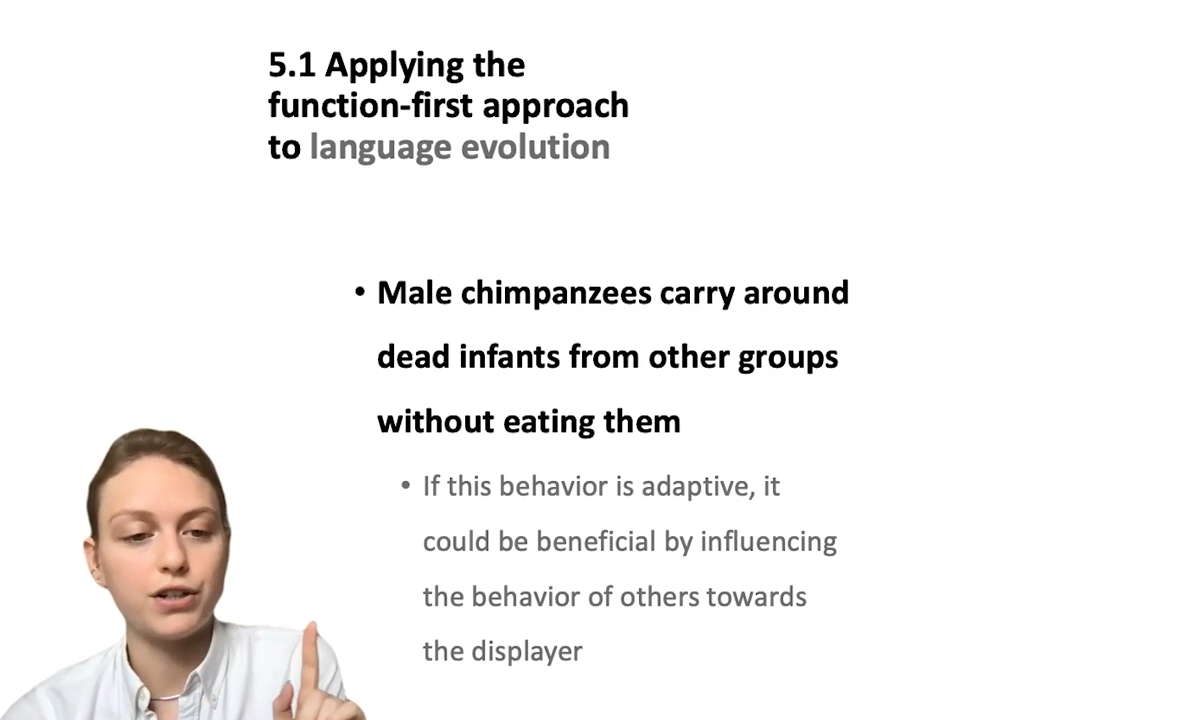 5.1 Applying the
function-first approach
to language evolution
• Male chimpanzees carry around
dead infants from other groups
without eating them
• If this behavior is adaptive, it
could be beneficial by influencing
the behavior of others towards
the displayer